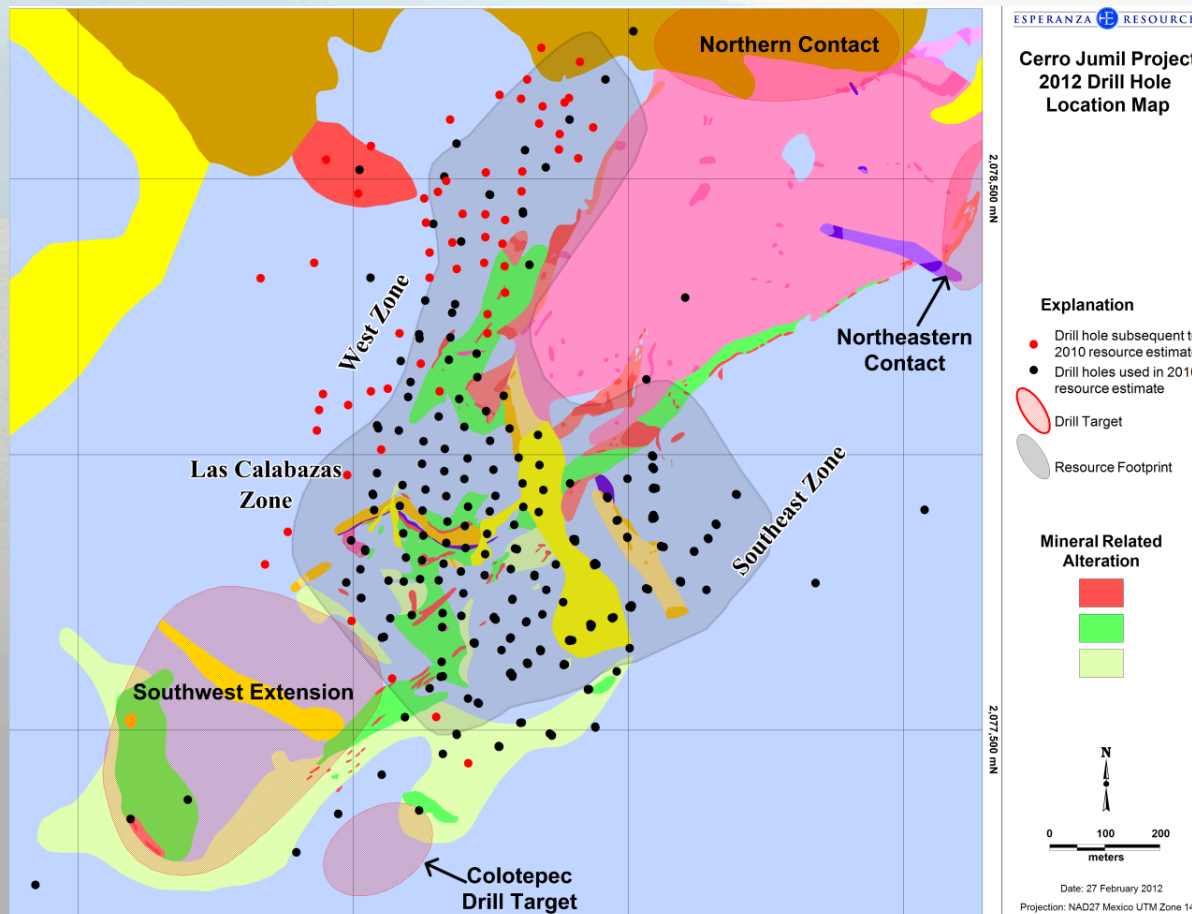 ESPERANZA E RESOURCE
Cerro Jumil Project
2012 Drill Hole
Location Map
Northern Contact
2,078,500 mN
West Zone
Northeastern
Contact
Las Calabazas
Zone
Southeast Zone
Southwest Extension
Colotepec
Drill Target
2,077,500 mN
Explanation
Drill hole subsequent t
2010 resource estimate
Drill holes used in 2010
resource estimate
Drill Target
Resource Footprint
Mineral Related
Alteration
N
0 100 200
meters
Date: 27 February 2012
Projection: NAD27 Mexico UTM Zone 14